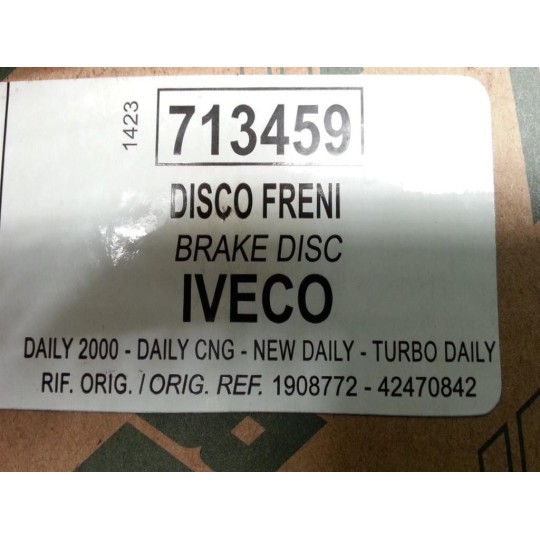 1423
713459
DISCO FRENI
BRAKE DISC
IVECO
DAILY 2000 - DAILY CNG - NEW DAILY - TURBO DAILY
RIF. ORIG. / ORIG. REF. 1908772 - 42470842